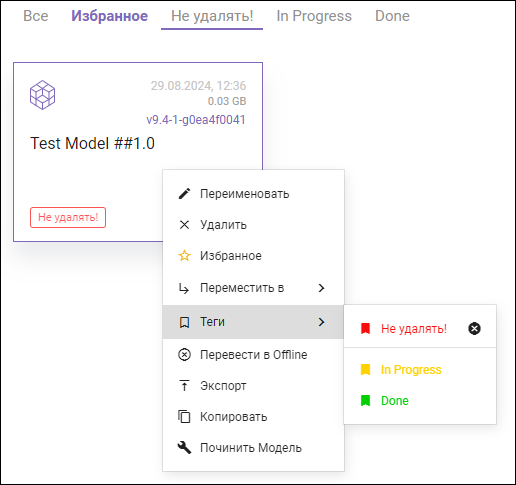 Все Избранное Не удалять! In Progress Done
29.08.2024, 12:36
0.03 GB
v9.4-1-g0ea4f0041
Test Model ##1.0
Не удалять!
Переименовать
Удалить
Избранное
Переместить в
Теги
Перевести в Offline
Экспорт
Копировать
Починить Модель
Не удалять!
In Progress
Done